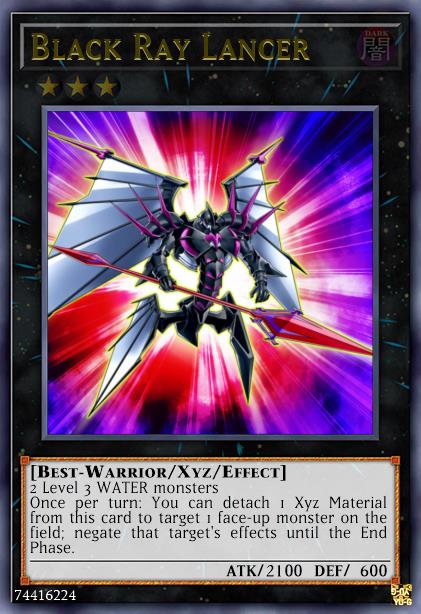 BLACK RAY LANCER
DARK
闇
[BEST-WARRIOR/XYZ/EFFECT]
2 Level 3 WATER monsters
Once per turn: You can detach 1 Xyz Material
from this card to target 1 face-up monster on the
field; negate that target's effects until the End
Phase.
ATK/2100 DEF/ 600
74416224